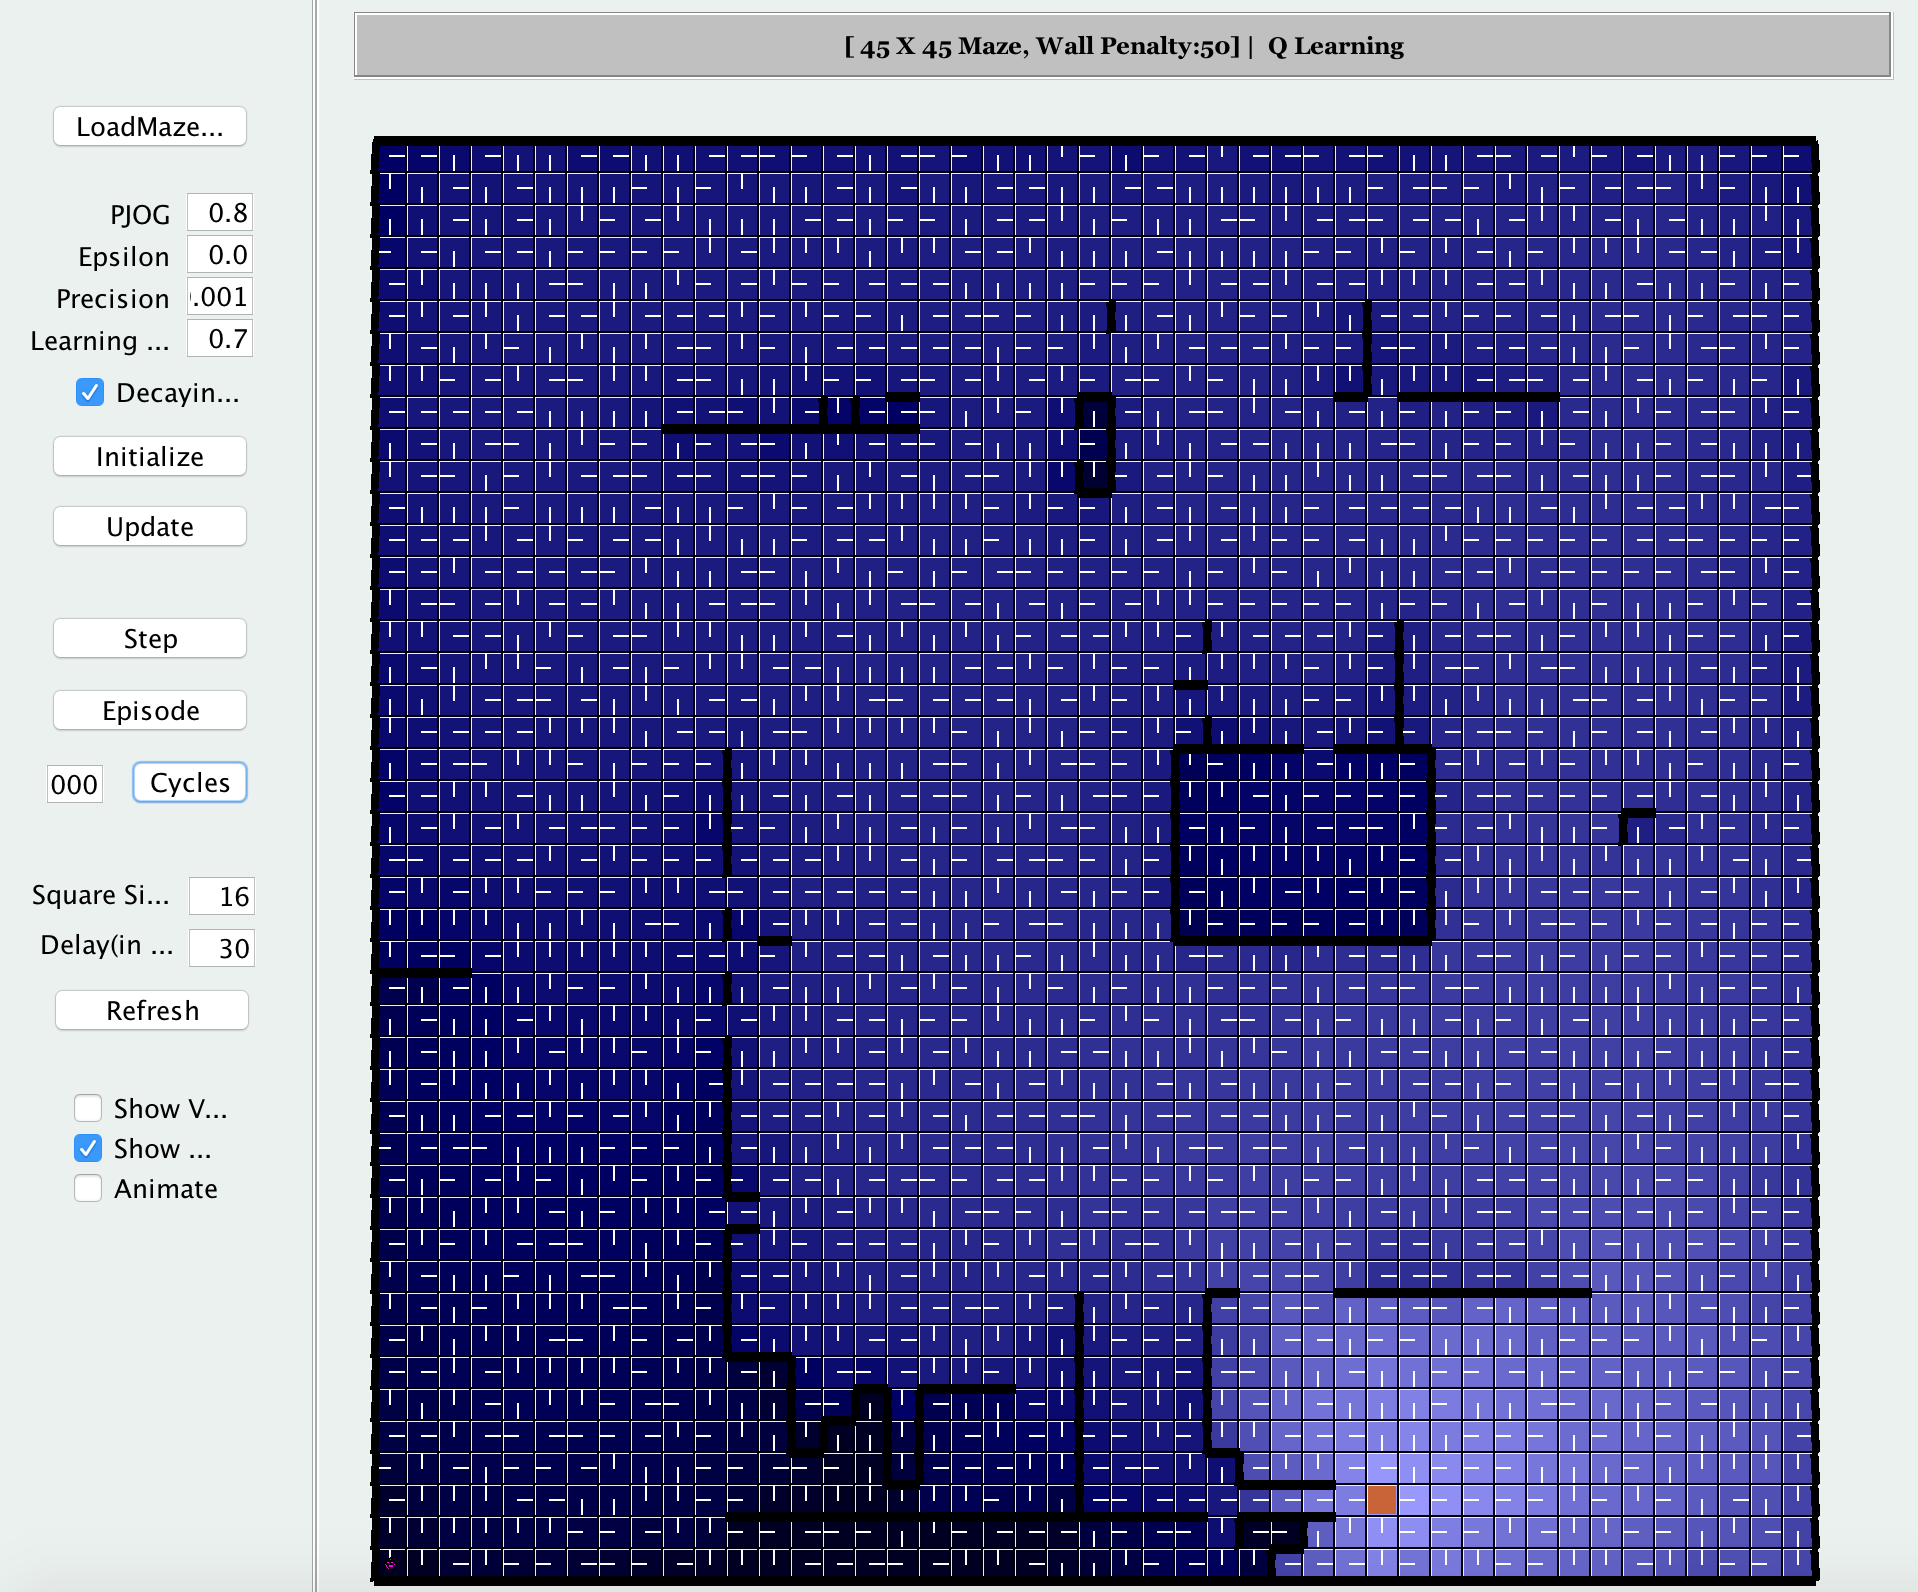 [ 45 X 45 Maze, Wall Penalty:50] | Q Learning
LoadMaze...
PJOG 0.8
Epsilon 0.0
Precision .001
Learning ... 0.7
Decayin...
Initialize
Update
Step
Episode
000 Cycles
Square Si... 16
Delay(in ... 30
Refresh
Show V...
Show ...
Animate